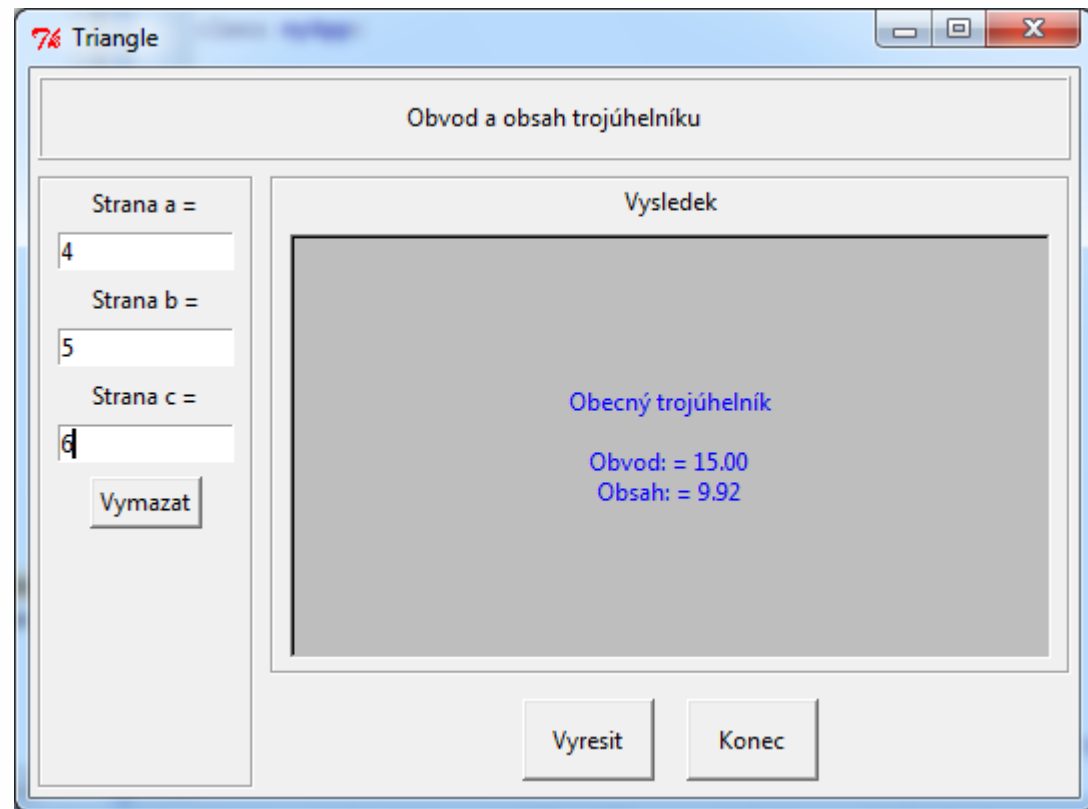 Triangle
Obvod a obsah trojúhelníku
Strana a =
4
Strana b =
5
Strana c =
6
Vymazat
Vysledek
Obecný trojúhelník
Obvod: = 15.00
Obsah: = 9.92
Vyresit
Konec